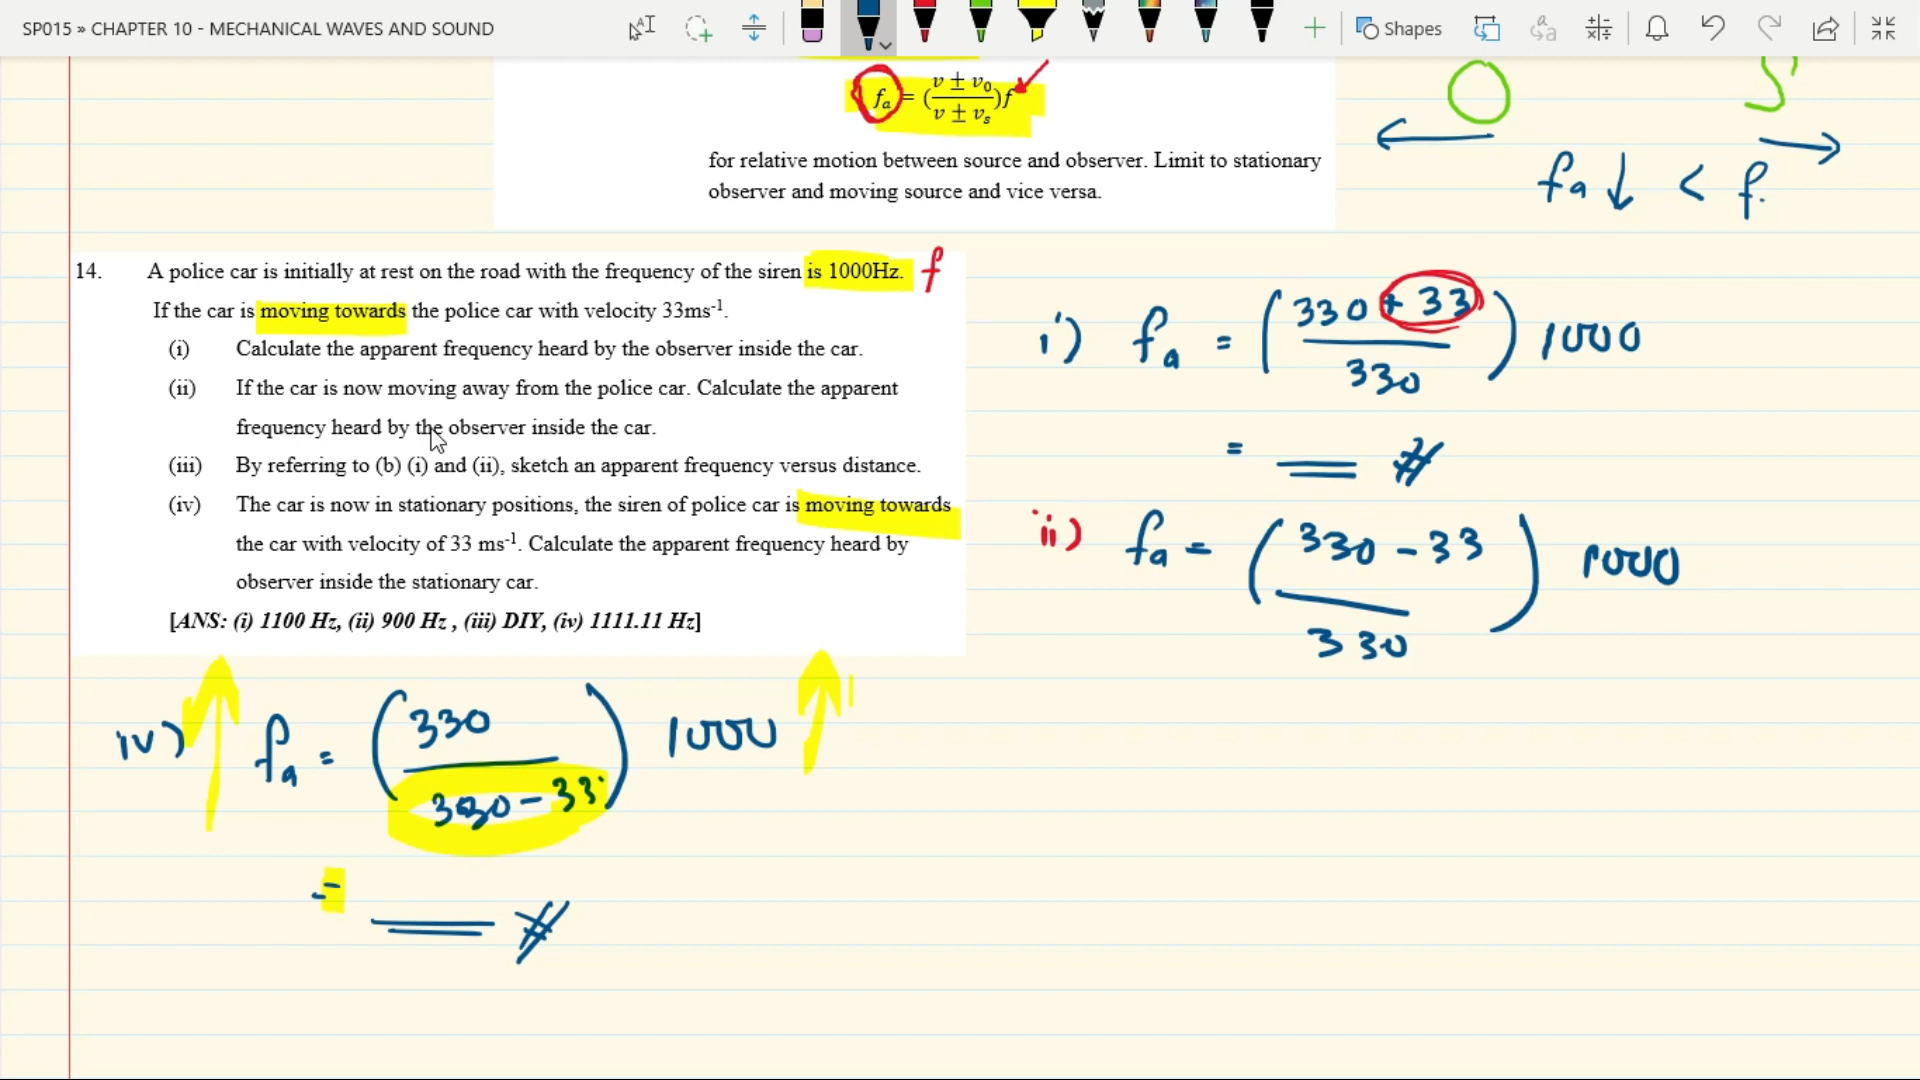 SP015 » CHAPTER 10 - MECHANICAL WAVES AND SOUND
Shapes
fₐ = (v ± v₀ / v ± vₛ)f
for relative motion between source and observer. Limit to stationary
observer and moving source and vice versa.
fa ↓ < f.
14. A police car is initially at rest on the road with the frequency of the siren is 1000Hz. f
If the car is moving towards the police car with velocity 33ms⁻¹.
(i) Calculate the apparent frequency heard by the observer inside the car.
(ii) If the car is now moving away from the police car. Calculate the apparent
frequency heard by the observer inside the car.
(iii) By referring to (b) (i) and (ii), sketch an apparent frequency versus distance.
(iv) The car is now in stationary positions, the siren of police car is moving towards
the car with velocity of 33 ms⁻¹. Calculate the apparent frequency heard by
observer inside the stationary car.
[ANS: (i) 1100 Hz, (ii) 900 Hz , (iii) DIY, (iv) 1111.11 Hz]
i) fa = (330 + 33 / 330) 1000
=
ii) fa = (330 - 33 / 330) 1000
iv) fa = (330 / 330 - 33) 1000
=